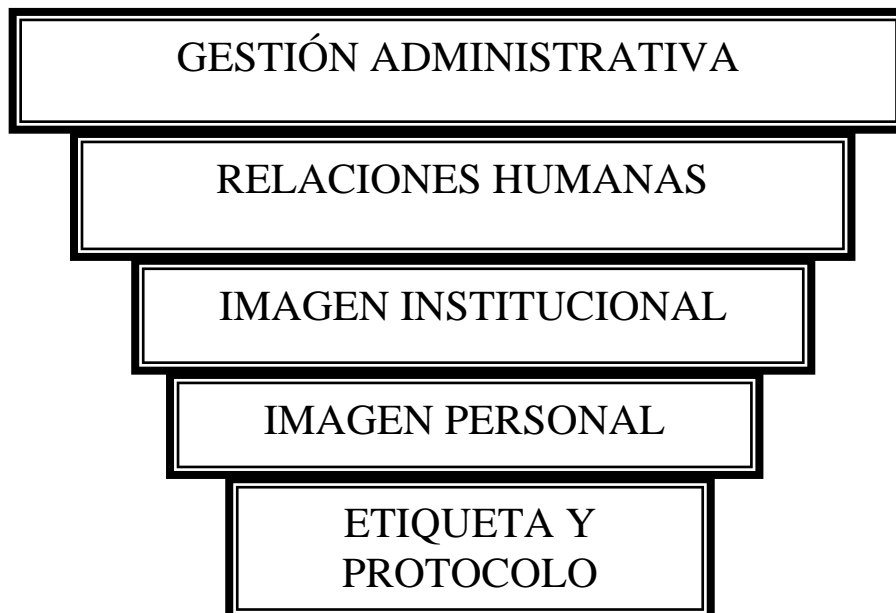 GESTIÓN ADMINISTRATIVA
RELACIONES HUMANAS
IMAGEN INSTITUCIONAL
IMAGEN PERSONAL
ETIQUETA Y
PROTOCOLO